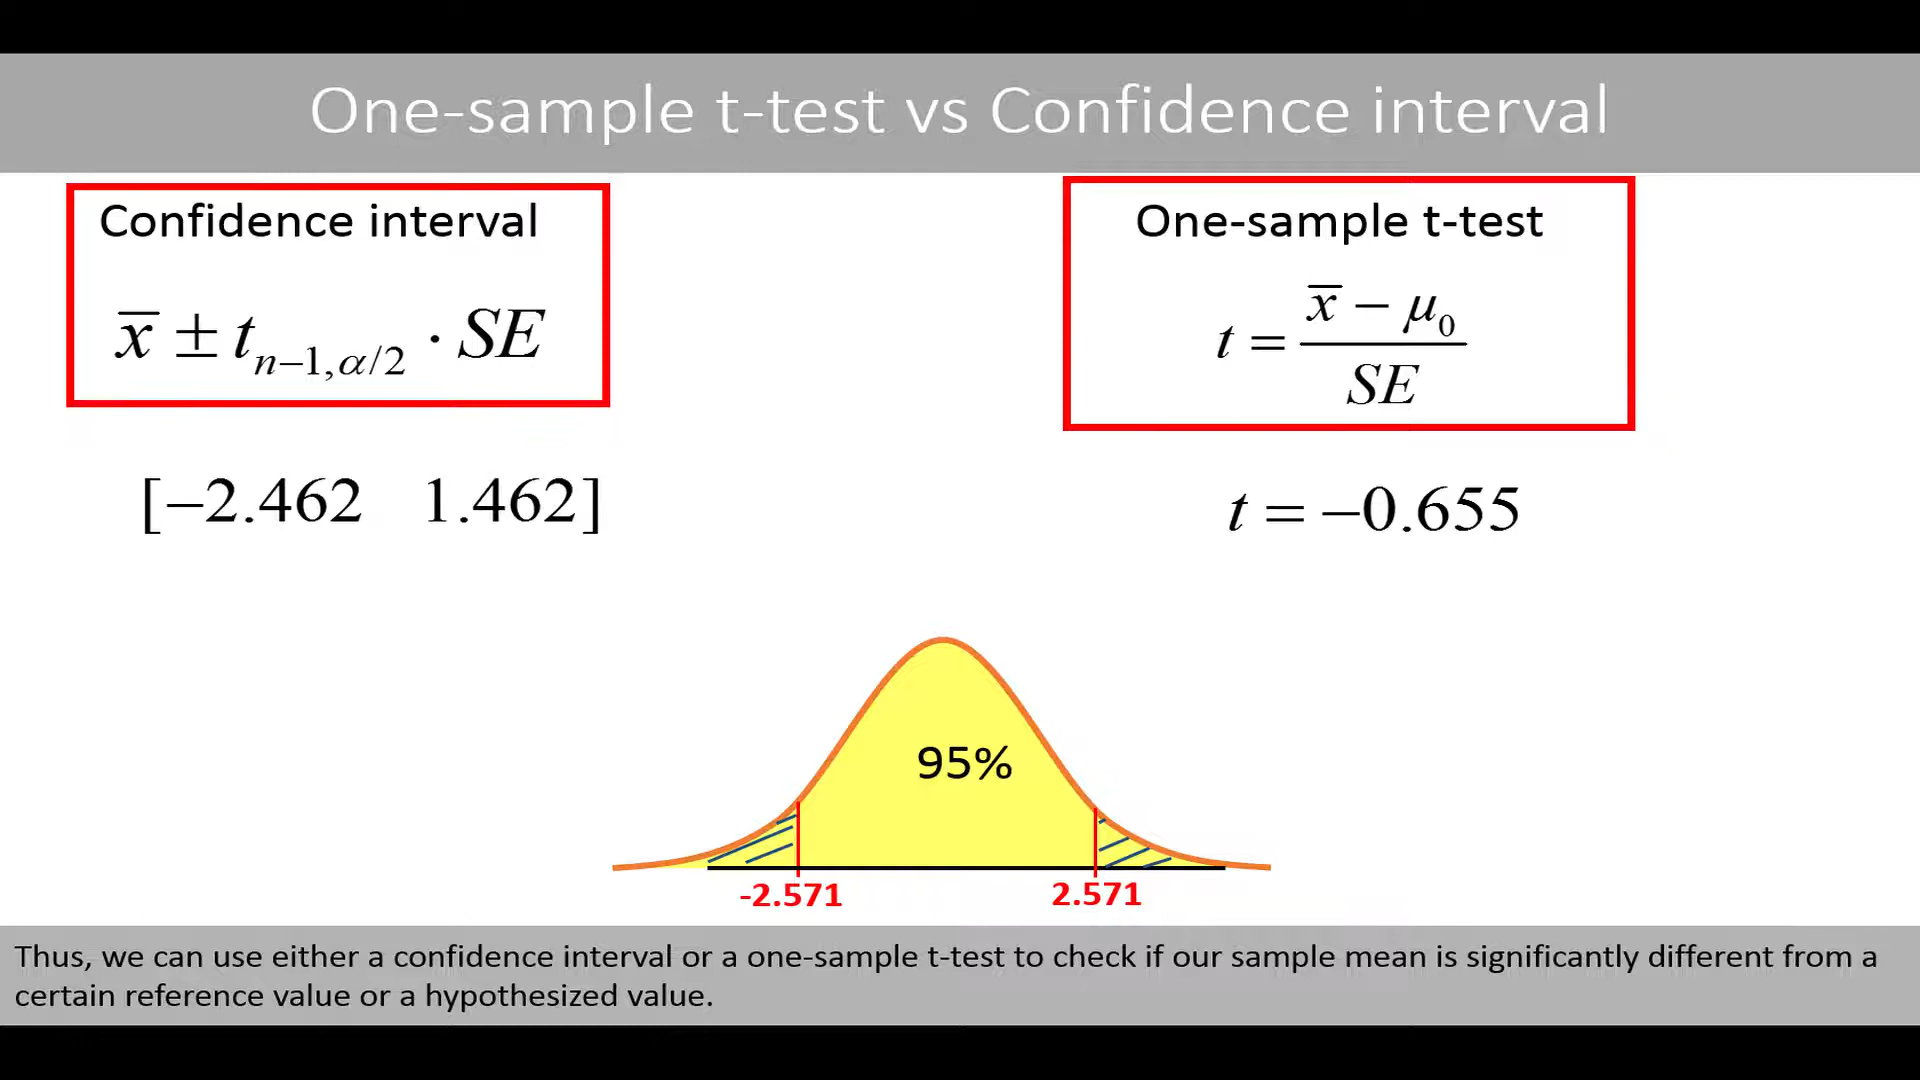 One-sample t-test vs Confidence interval
Confidence interval
x̅ ± tₙ₋₁,α/2 · SE
[−2.462 1.462]
One-sample t-test
t = (x̅ − μ₀) / SE
t = −0.655
95%
-2.571 2.571
Thus, we can use either a confidence interval or a one-sample t-test to check if our sample mean is significantly different from a
certain reference value or a hypothesized value.